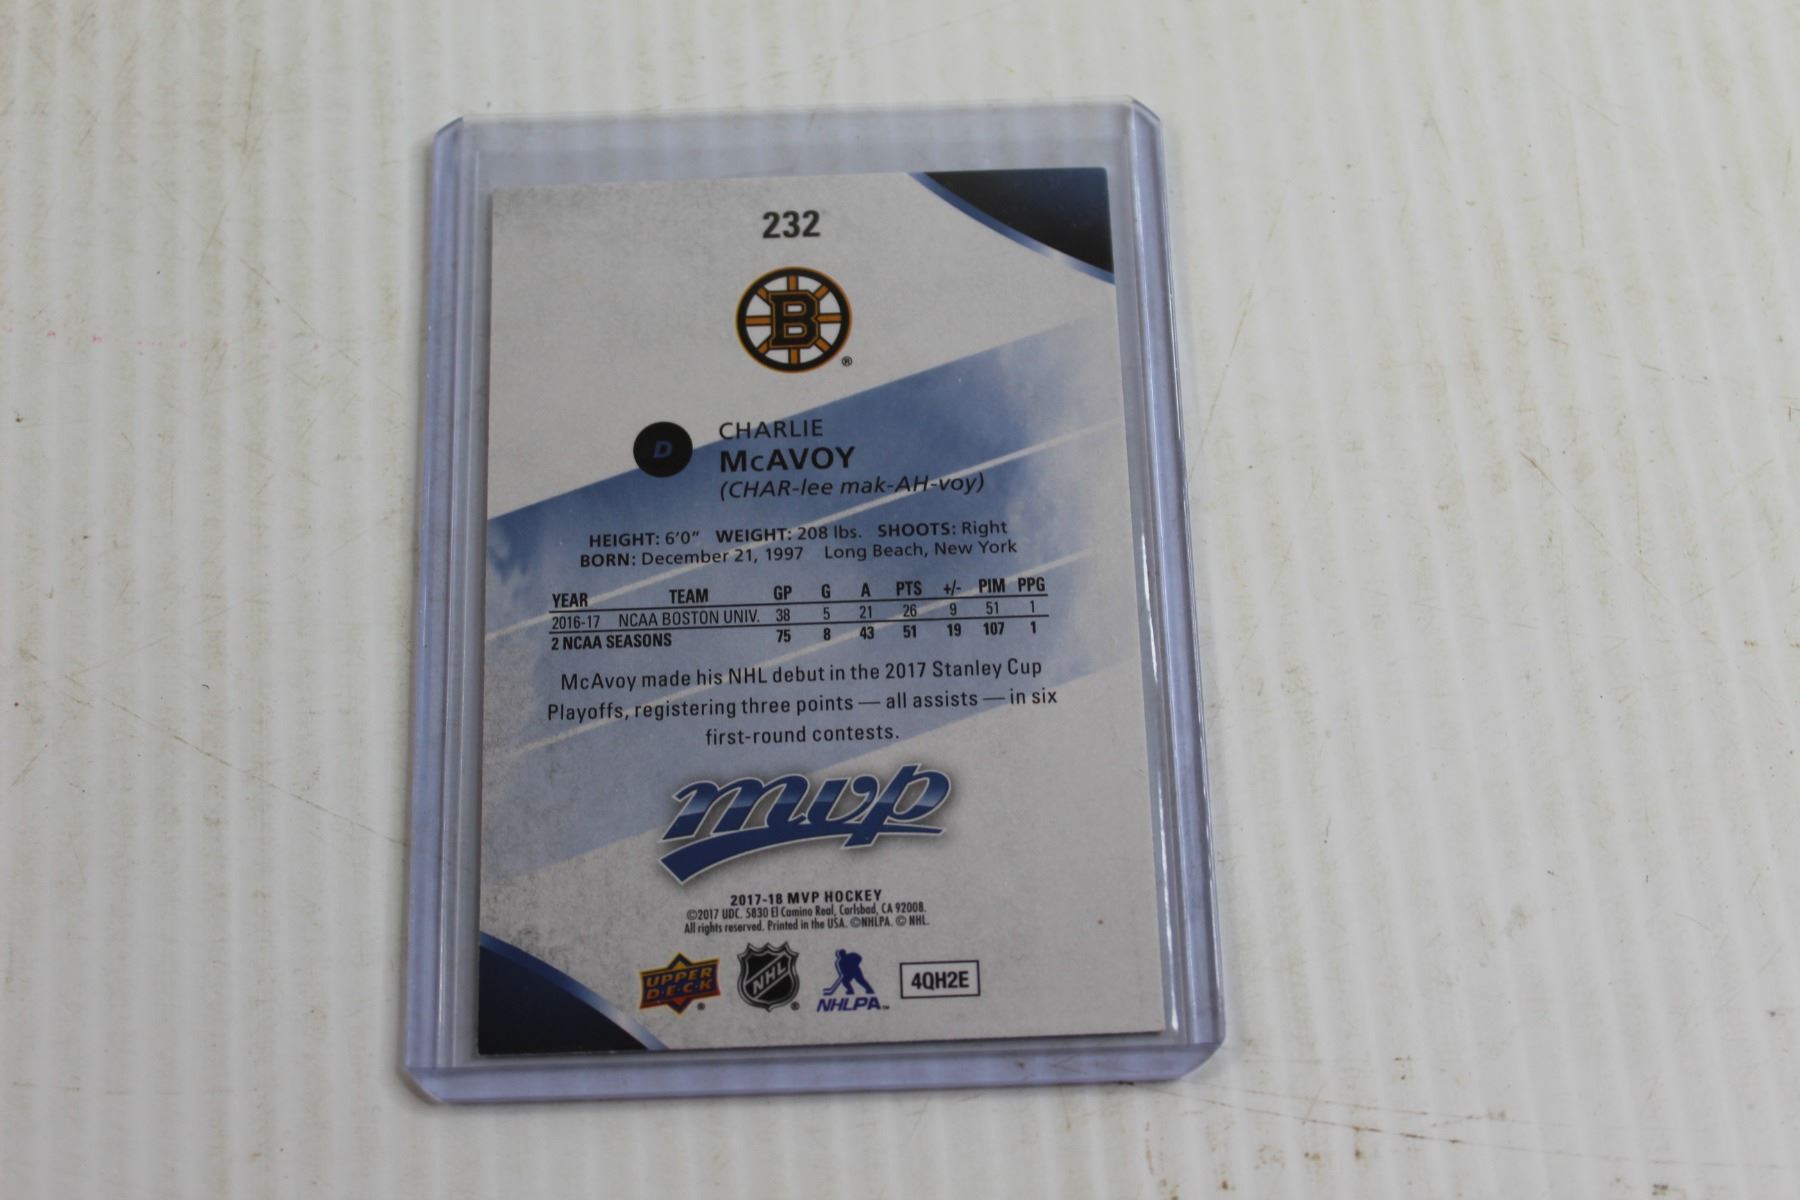 232
B
®
D
CHARLIE
McAVOY
(CHAR-lee mak-AH-voy)
HEIGHT: 6'0" WEIGHT: 208 lbs. SHOOTS: Right
BORN: December 21, 1997 Long Beach, New York
YEAR TEAM GP G A PTS +/- PIM PPG
2016-17 NCAA BOSTON UNIV. 38 5 21 26 9 51 1
2 NCAA SEASONS 75 8 43 51 19 107 1
McAvoy made his NHL debut in the 2017 Stanley Cup
Playoffs, registering three points — all assists — in six
first-round contests.
mvp
2017-18 MVP HOCKEY
©2017 UDC. 5830 El Camino Real, Carlsbad, CA 92008.
All rights reserved. Printed in the USA. ©NHLPA. © NHL.
UPPER DECK® NHL® NHLPA™ 4QH2E